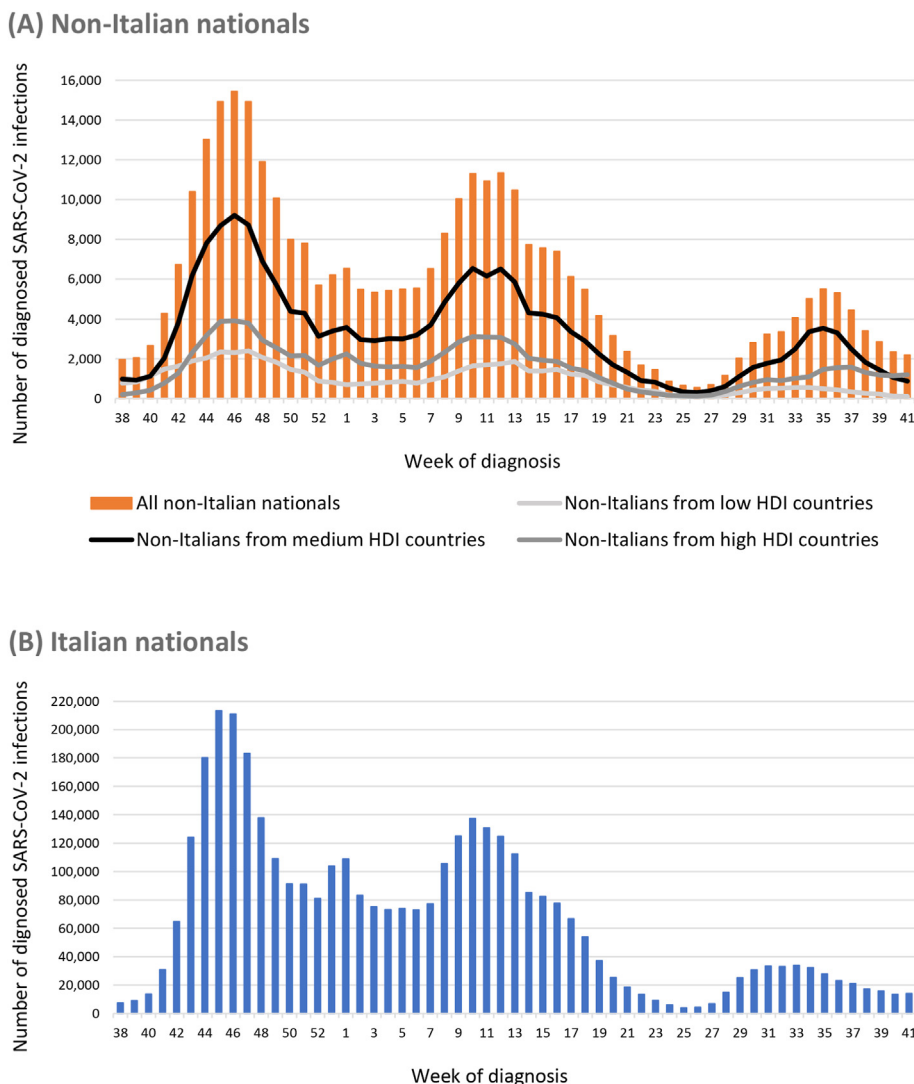 (A) Non-Italian nationals
Number of diagnosed SARS-CoV-2 infections
16,000
14,000
12,000
10,000
8,000
6,000
4,000
2,000
0
38 40 42 44 46 48 50 52 1 3 5 7 9 11 13 15 17 19 21 23 25 27 29 31 33 35 37 39 41
Week of diagnosis
All non-Italian nationals
Non-Italians from low HDI countries
Non-Italians from medium HDI countries
Non-Italians from high HDI countries
(B) Italian nationals
Number of dignosed SARS-CoV-2 infections
220,000
200,000
180,000
160,000
140,000
120,000
100,000
80,000
60,000
40,000
20,000
0
38 40 42 44 46 48 50 52 1 3 5 7 9 11 13 15 17 19 21 23 25 27 29 31 33 35 37 39 41
Week of diagnosis